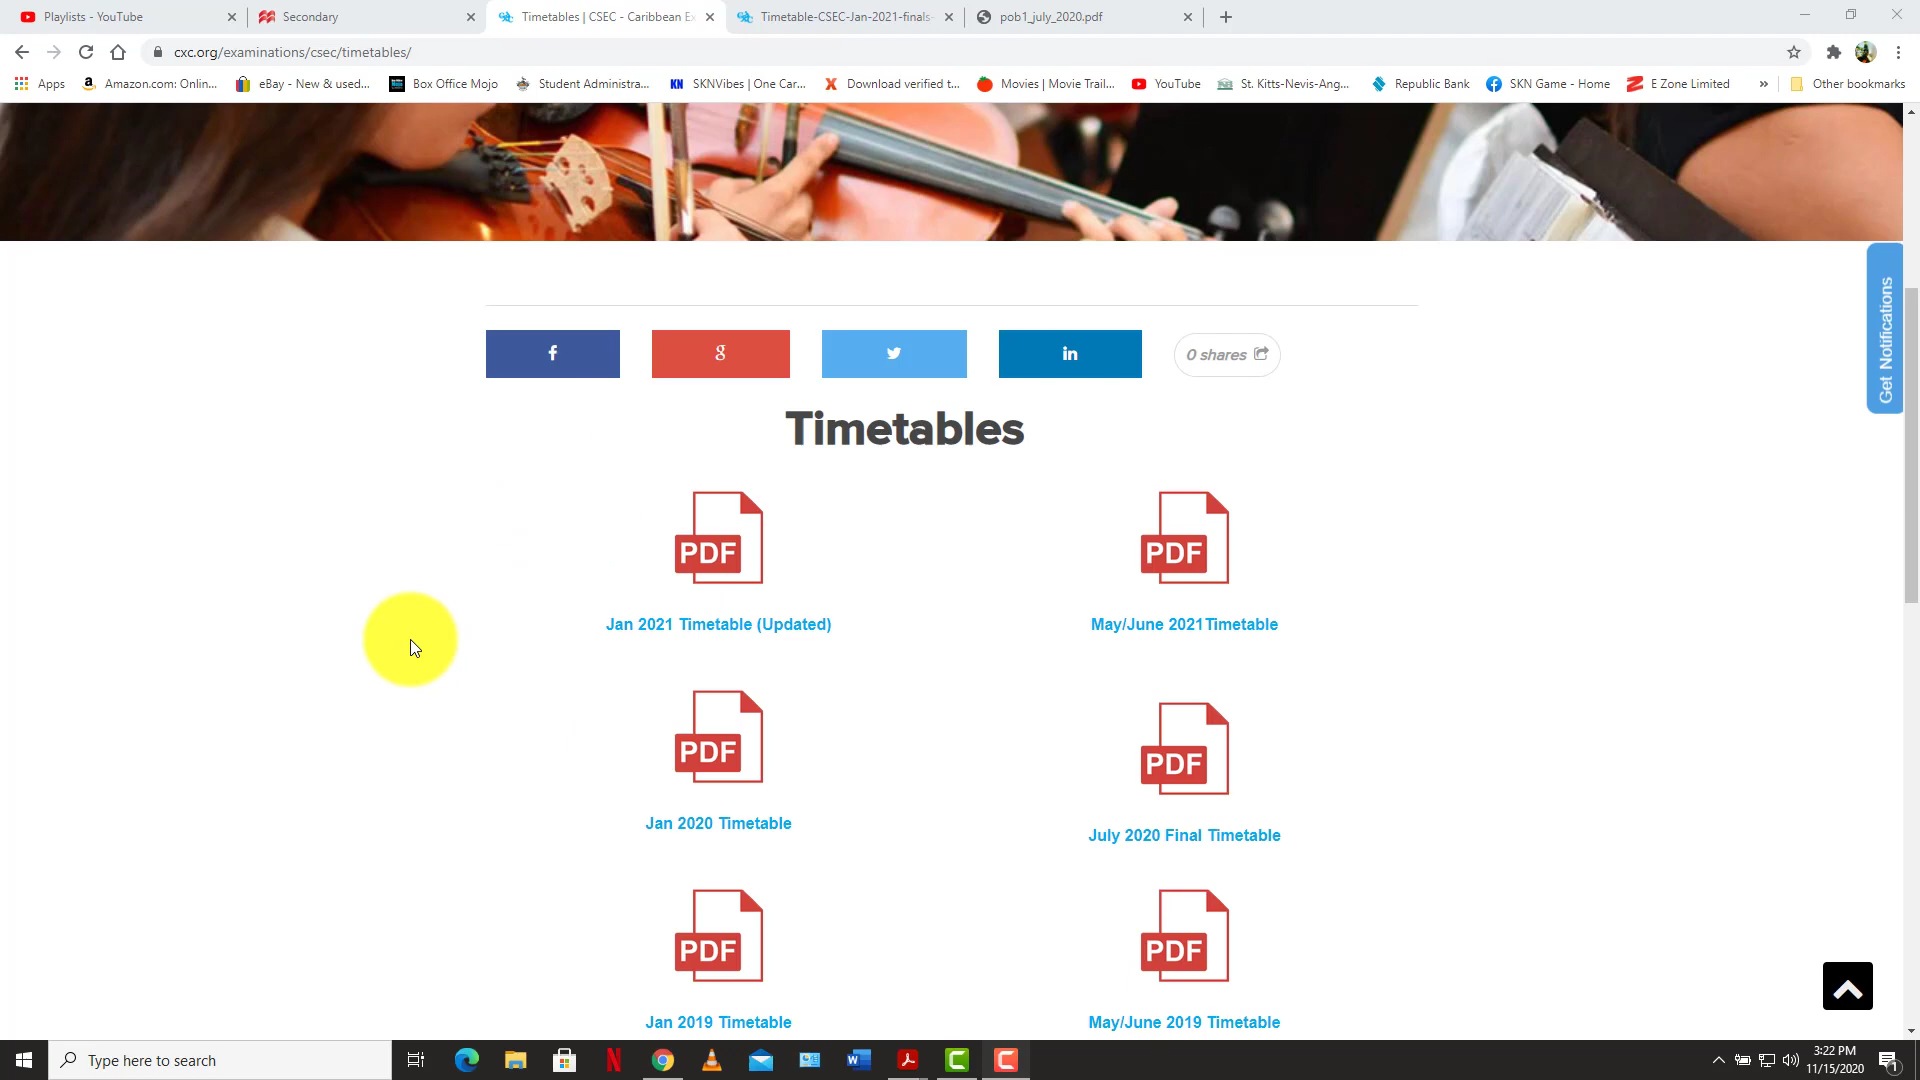 Playlists - YouTube
Secondary
Timetables | CSEC - Caribbean Ex
Timetable-CSEC-Jan-2021-finals-
pob1_july_2020.pdf
cxc.org/examinations/csec/timetables/
Apps
Amazon.com: Onlin...
eBay - New & used...
Box Office Mojo
Student Administra...
KN SKNVibes | One Car...
Download verified t...
Movies | Movie Trail...
YouTube
St. Kitts-Nevis-Ang...
Republic Bank
SKN Game - Home
E Zone Limited
Other bookmarks
Get Notifications
0 shares
Timetables
PDF
PDF
Jan 2021 Timetable (Updated)
May/June 2021Timetable
PDF
PDF
Jan 2020 Timetable
July 2020 Final Timetable
PDF
PDF
Jan 2019 Timetable
May/June 2019 Timetable
Type here to search
3:22 PM
11/15/2020
1